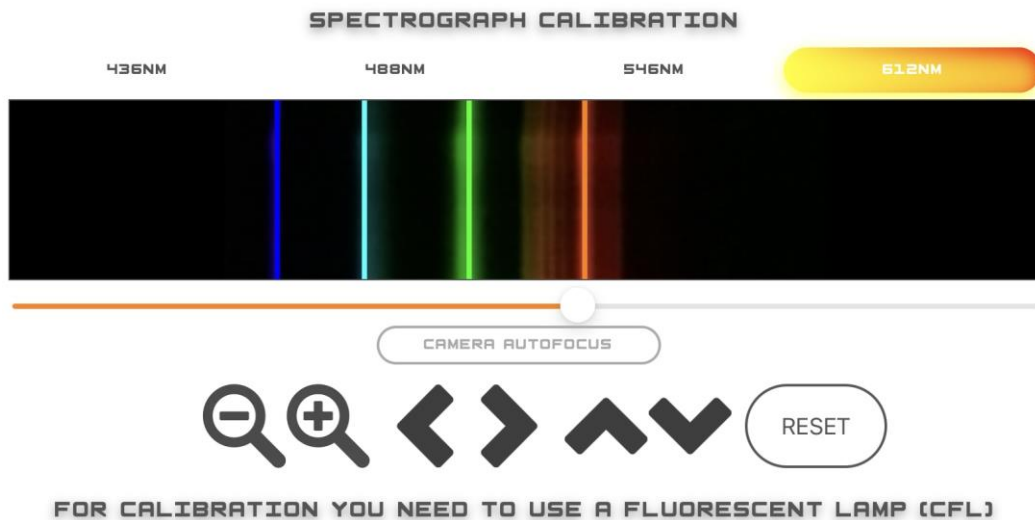 SPECTROGRAPH CALIBRATION
436NM 488NM 546NM 612NM
CAMERA AUTOFOCUS
RESET
FOR CALIBRATION YOU NEED TO USE A FLUORESCENT LAMP (CFL)